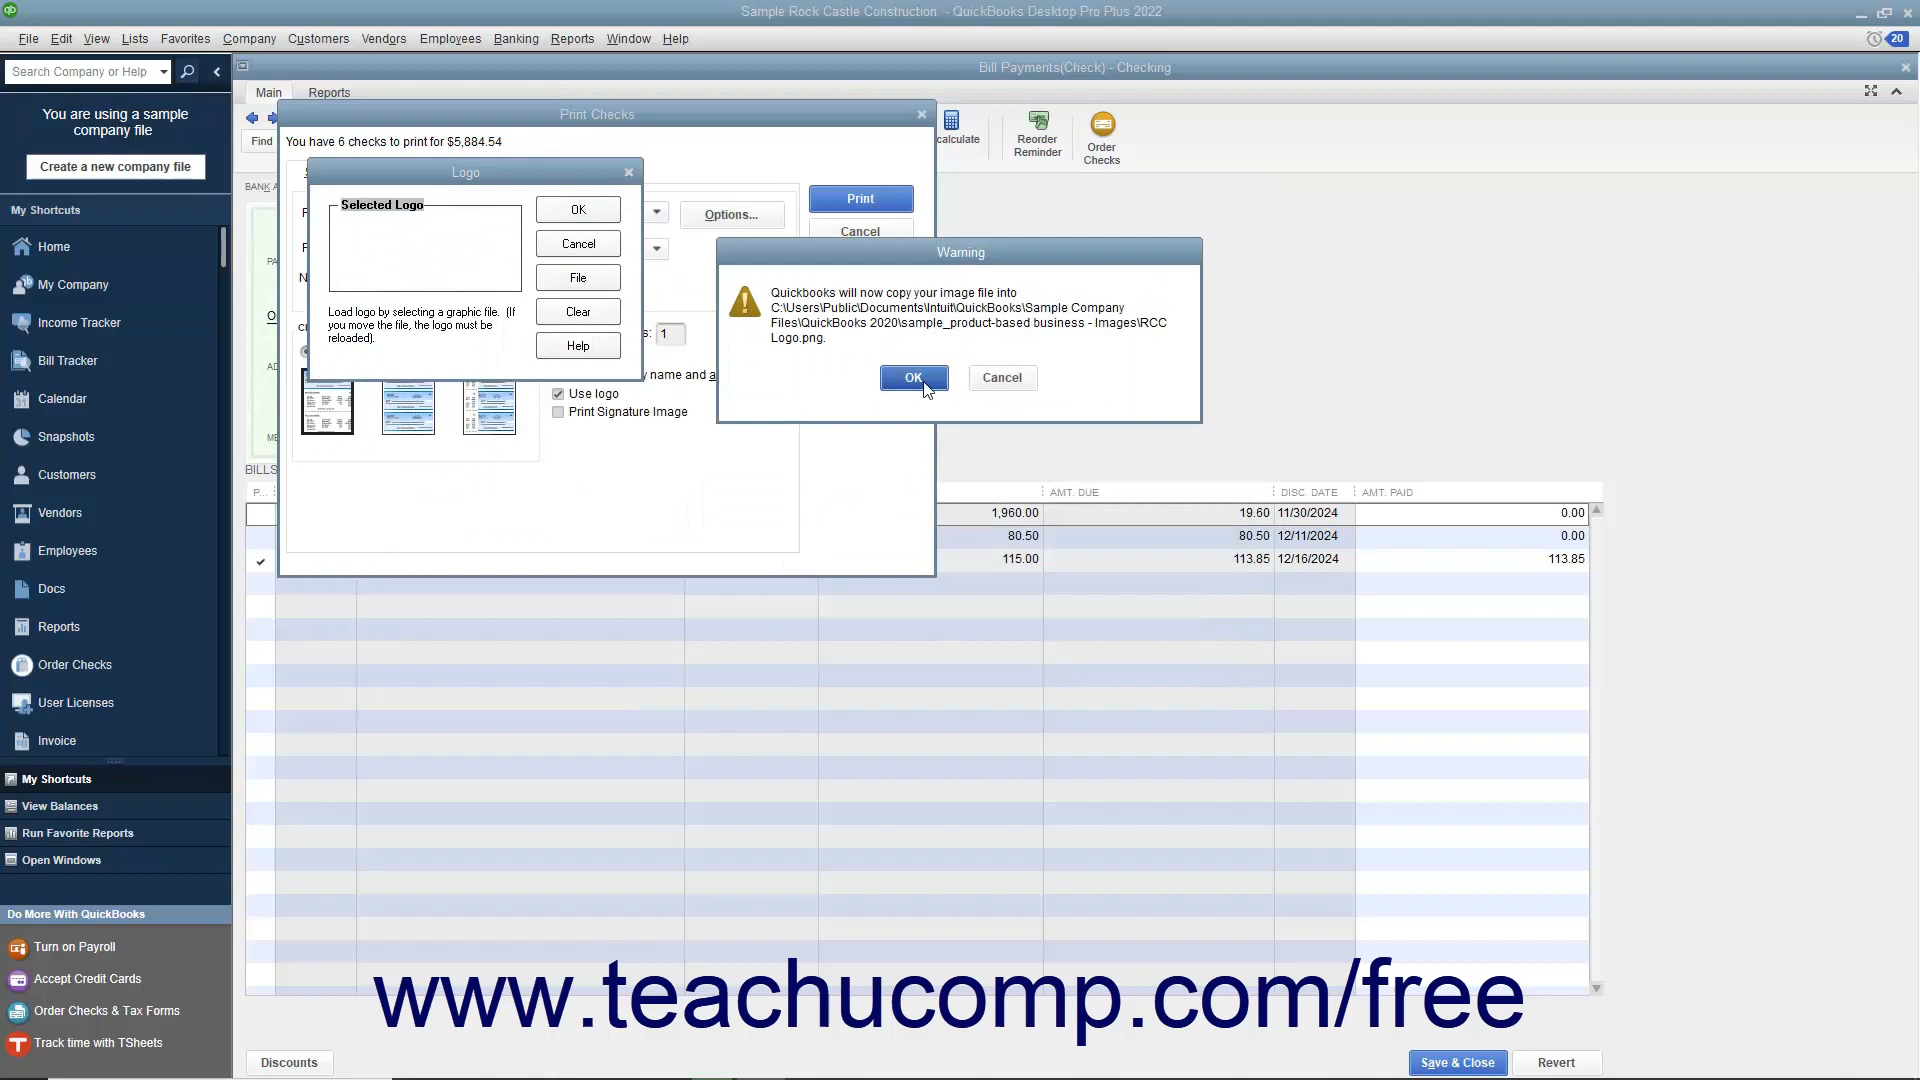 Sample Rock Castle Construction - QuickBooks Desktop Pro Plus 2022
File Edit View Lists Favorites Company Customers Vendors Employees Banking Reports Window Help
20
Search Company or Help
Bill Payments(Check) - Checking
You are using a sample
company file
Create a new company file
Main Reports
Find
calculate
Reorder
Reminder
Order
Checks
BANK A
Print Checks
You have 6 checks to print for $5,884.54
Options...
Print
Cancel
1
name and a
Use logo
Print Signature Image
Logo
Selected Logo
OK
Cancel
File
Clear
Help
Load logo by selecting a graphic file. (If
you move the file, the logo must be
reloaded).
Warning
Quickbooks will now copy your image file into
C:\Users\Public\Documents\Intuit\QuickBooks\Sample Company
Files\QuickBooks 2020\sample_product-based business - Images\RCC
Logo.png.
OK Cancel
My Shortcuts
Home
My Company
Income Tracker
Bill Tracker
Calendar
Snapshots
Customers
Vendors
Employees
Docs
Reports
Order Checks
User Licenses
Invoice
My Shortcuts
View Balances
Run Favorite Reports
Open Windows
Do More With QuickBooks
Turn on Payroll
Accept Credit Cards
Order Checks & Tax Forms
Track time with TSheets
BILLS
P... AMT. DUE DISC. DATE AMT. PAID
1,960.00 19.60 11/30/2024 0.00
80.50 80.50 12/11/2024 0.00
115.00 113.85 12/16/2024 113.85
www.teachucomp.com/free
Discounts
Save & Close Revert